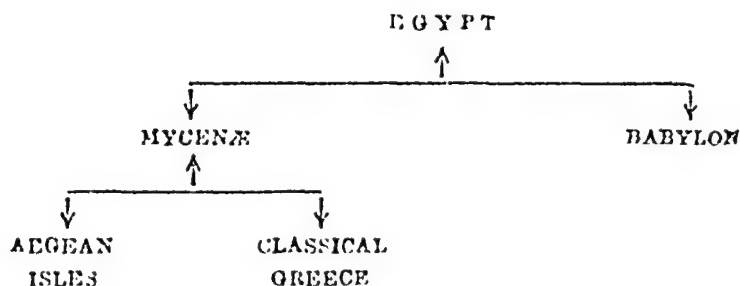 EGYPT
MYCENÆ BABYLON
AEGEAN CLASSICAL
ISLES GREECE